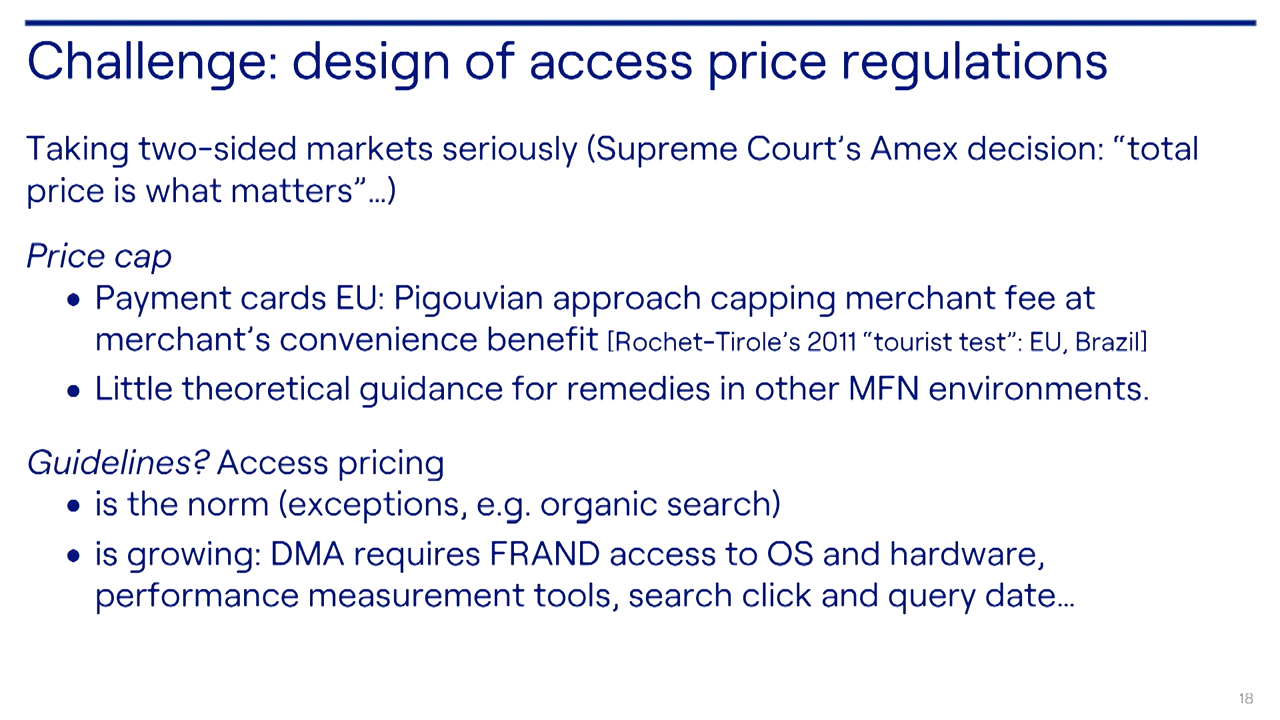 Challenge: design of access price regulations
Taking two-sided markets seriously (Supreme Court’s Amex decision: “total
price is what matters”…)
Price cap
• Payment cards EU: Pigouvian approach capping merchant fee at
merchant’s convenience benefit [Rochet-Tirole’s 2011 “tourist test”: EU, Brazil]
• Little theoretical guidance for remedies in other MFN environments.
Guidelines? Access pricing
• is the norm (exceptions, e.g. organic search)
• is growing: DMA requires FRAND access to OS and hardware,
performance measurement tools, search click and query date…
18